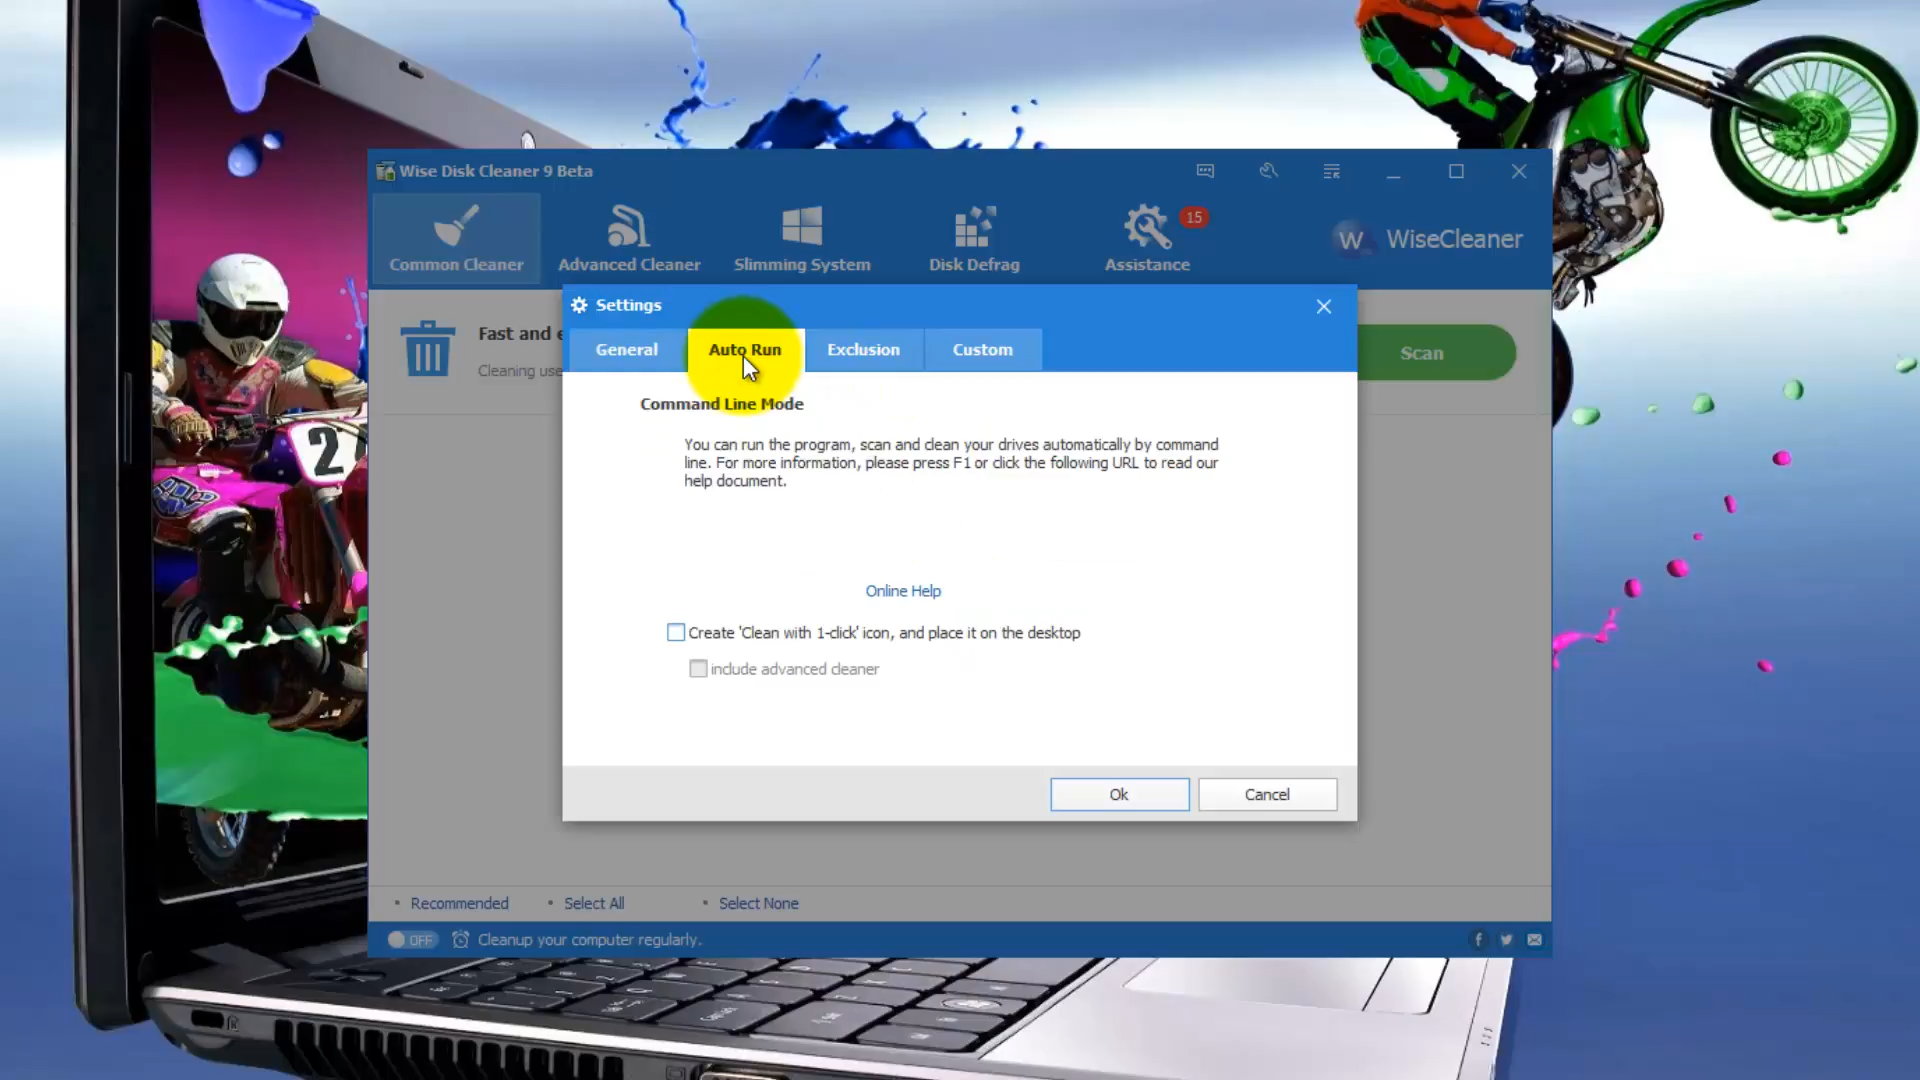 Wise Disk Cleaner 9 Beta
Common Cleaner
Advanced Cleaner
Slimming System
Disk Defrag
Assistance
15
W WiseCleaner
Settings
General
Auto Run
Exclusion
Custom
Fast and e
Cleaning use
Scan
Command Line Mode
You can run the program, scan and clean your drives automatically by command
line. For more information, please press F1 or click the following URL to read our
help document.
Online Help
Create 'Clean with 1-click' icon, and place it on the desktop
include advanced cleaner
Ok
Cancel
Recommended
Select All
Select None
OFF
Cleanup your computer regularly.
2